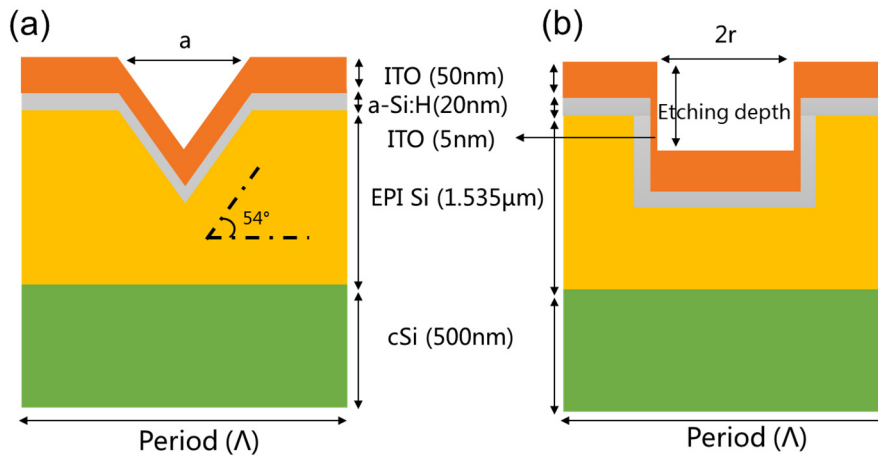 (a)
a
(b)
2r
ITO (50nm)
a-Si:H(20nm)
Etching depth
ITO (5nm)
EPI Si (1.535μm)
54°
cSi (500nm)
Period (Λ)
Period (Λ)